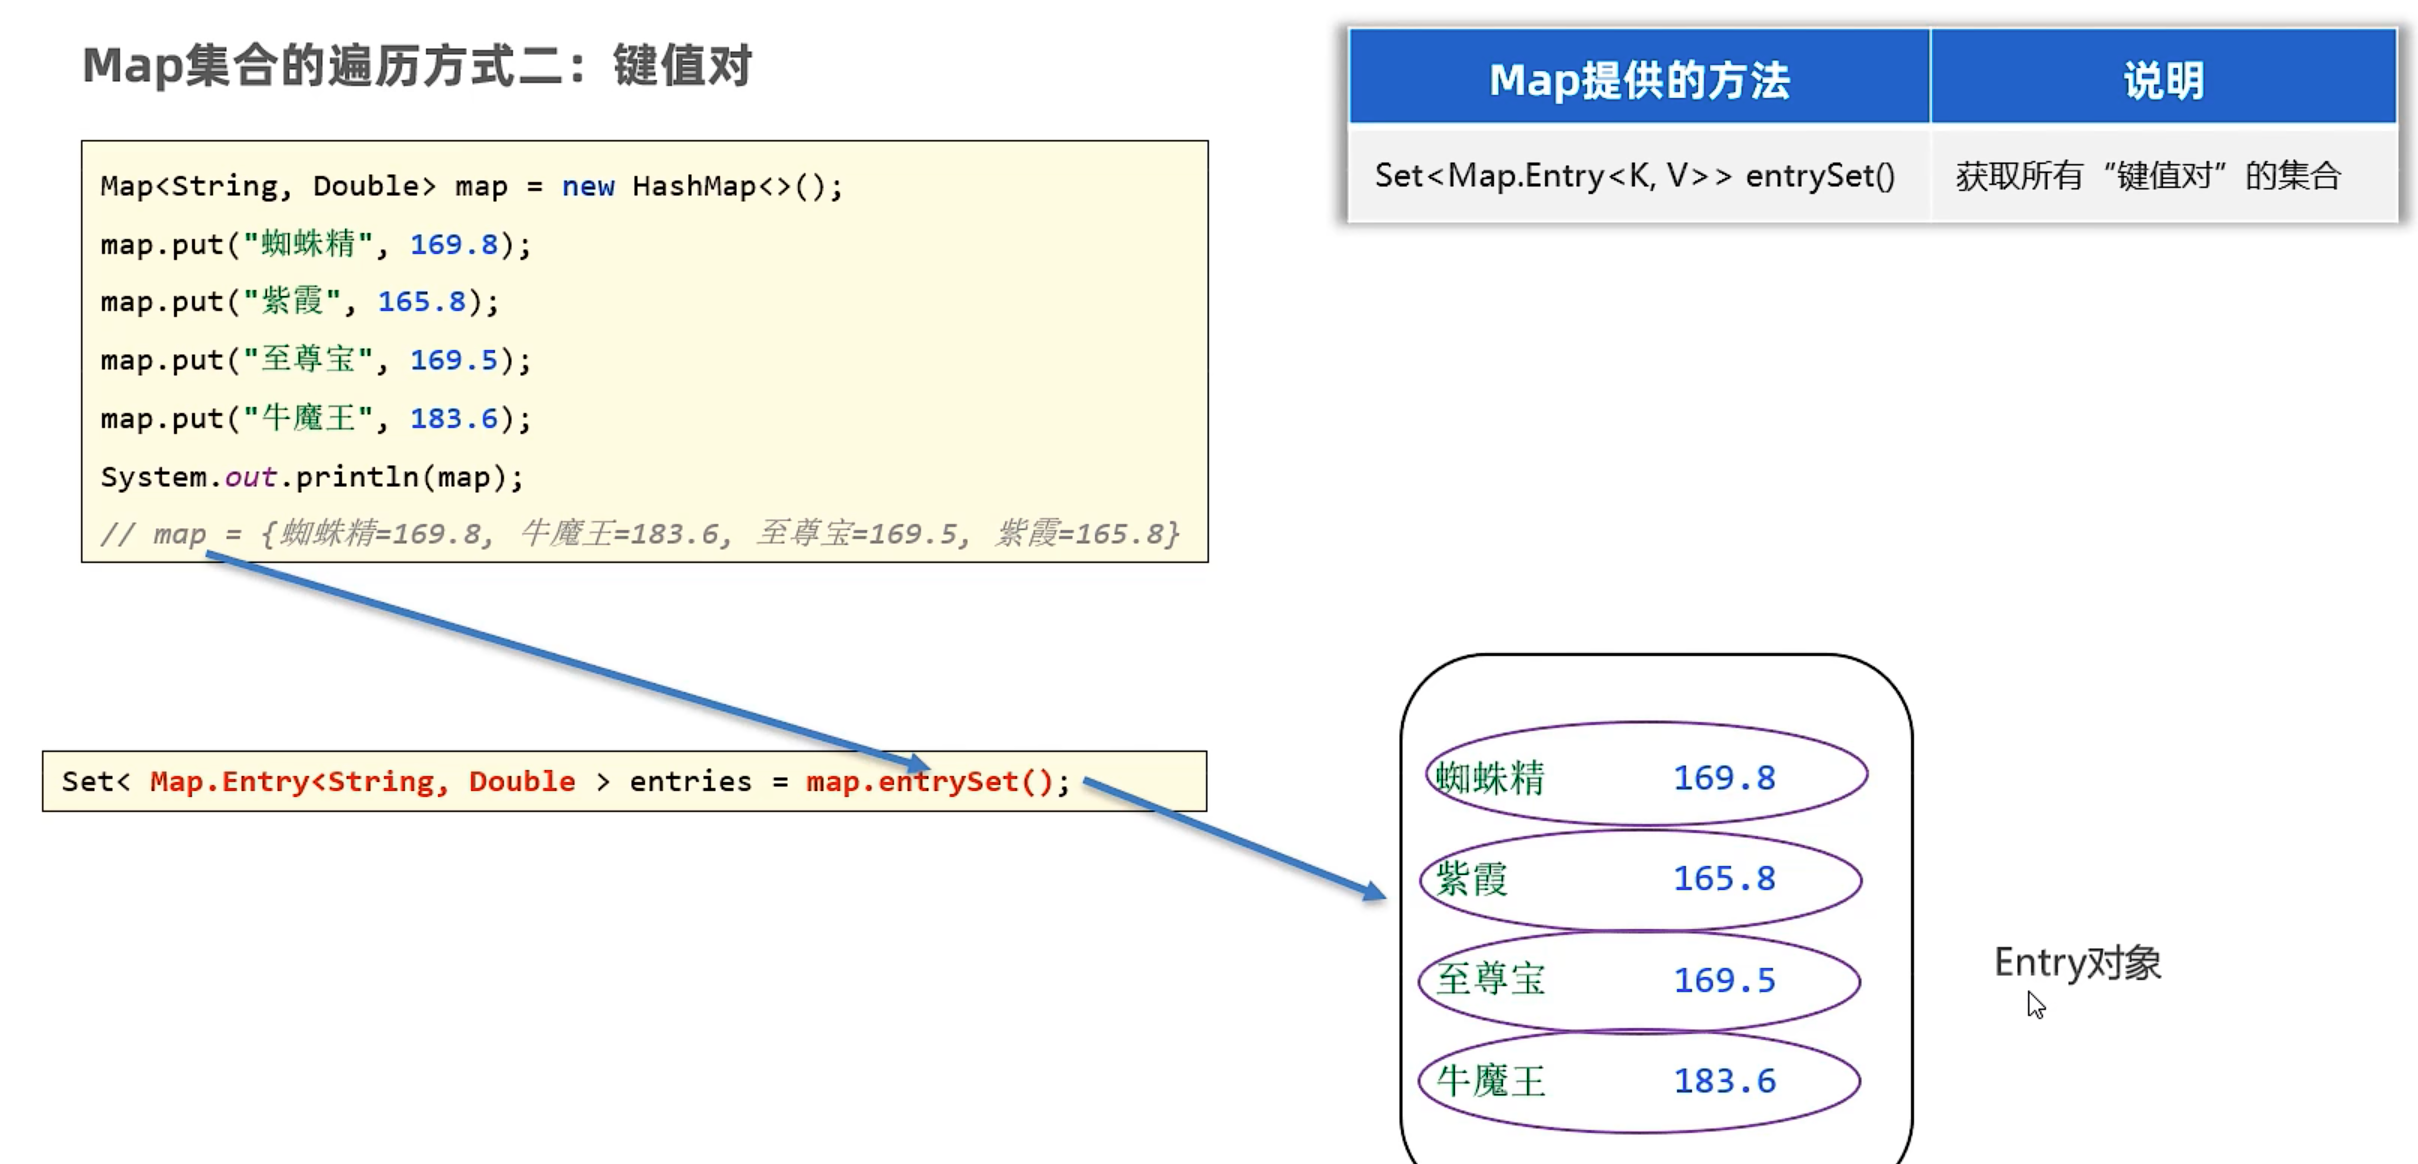 Map集合的遍历方式二：键值对
Map提供的方法 说明
Set<Map.Entry<K, V>> entrySet() 获取所有“键值对”的集合
Map<String, Double> map = new HashMap<>();
map.put("蜘蛛精", 169.8);
map.put("紫霞", 165.8);
map.put("至尊宝", 169.5);
map.put("牛魔王", 183.6);
System.out.println(map);
// map = {蜘蛛精=169.8, 牛魔王=183.6, 至尊宝=169.5, 紫霞=165.8}
Set< Map.Entry<String, Double > entries = map.entrySet();
蜘蛛精 169.8
紫霞 165.8
至尊宝 169.5
牛魔王 183.6
Entry对象